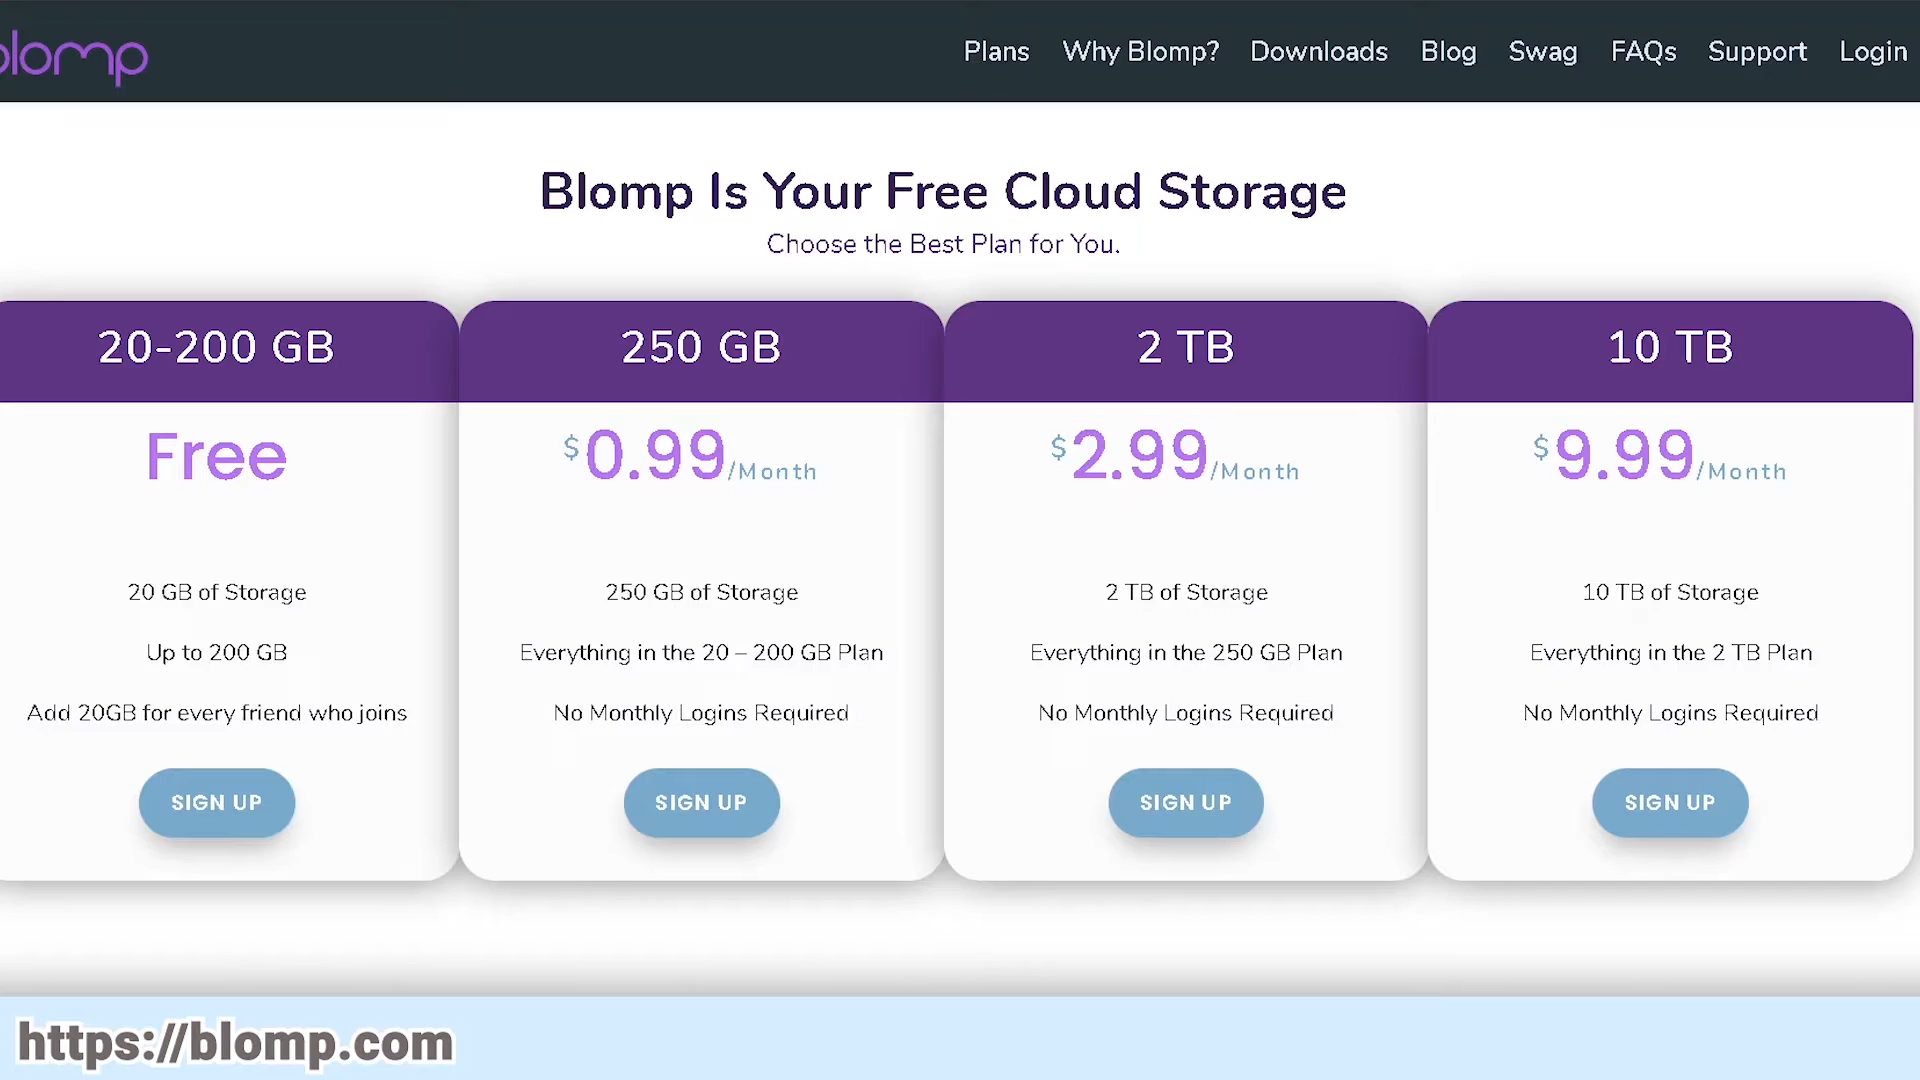 blomp
Plans Why Blomp? Downloads Blog Swag FAQs Support Login
Blomp Is Your Free Cloud Storage
Choose the Best Plan for You.
20-200 GB
Free
20 GB of Storage
Up to 200 GB
Add 20GB for every friend who joins
SIGN UP
250 GB
$0.99/Month
250 GB of Storage
Everything in the 20 – 200 GB Plan
No Monthly Logins Required
SIGN UP
2 TB
$2.99/Month
2 TB of Storage
Everything in the 250 GB Plan
No Monthly Logins Required
SIGN UP
10 TB
$9.99/Month
10 TB of Storage
Everything in the 2 TB Plan
No Monthly Logins Required
SIGN UP
https://blomp.com